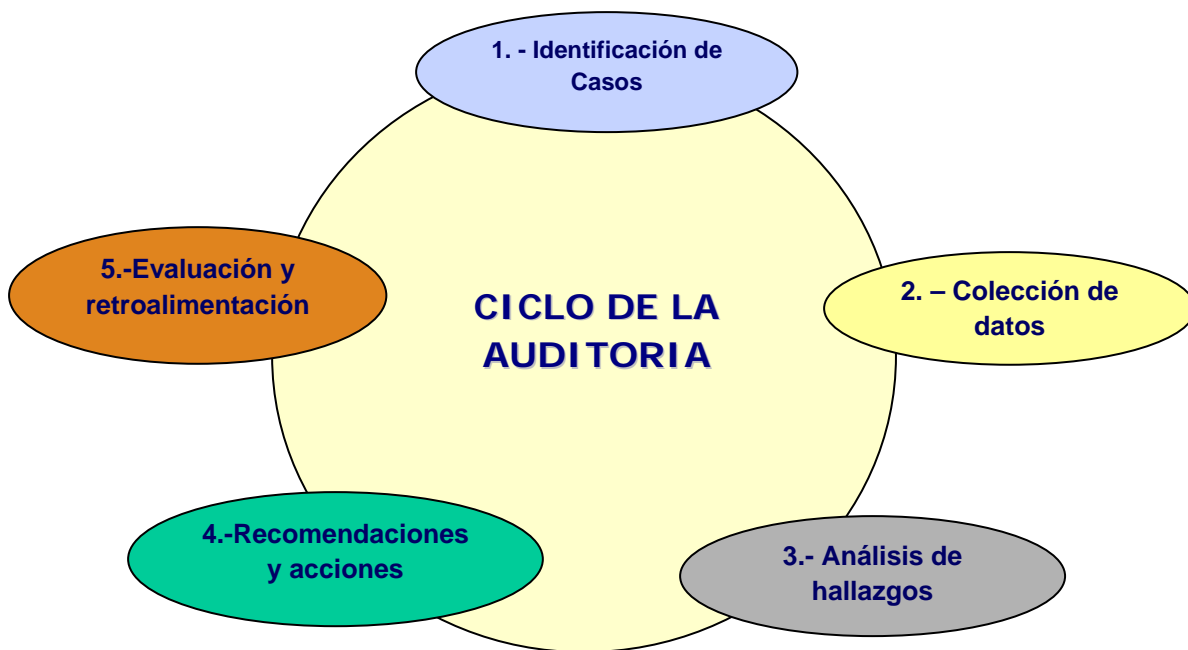 1. - Identificación de
Casos
5.-Evaluación y
retroalimentación
CICLO DE LA
AUDITORIA
2. – Colección de
datos
4.-Recomendaciones
y acciones
3.- Análisis de
hallazgos